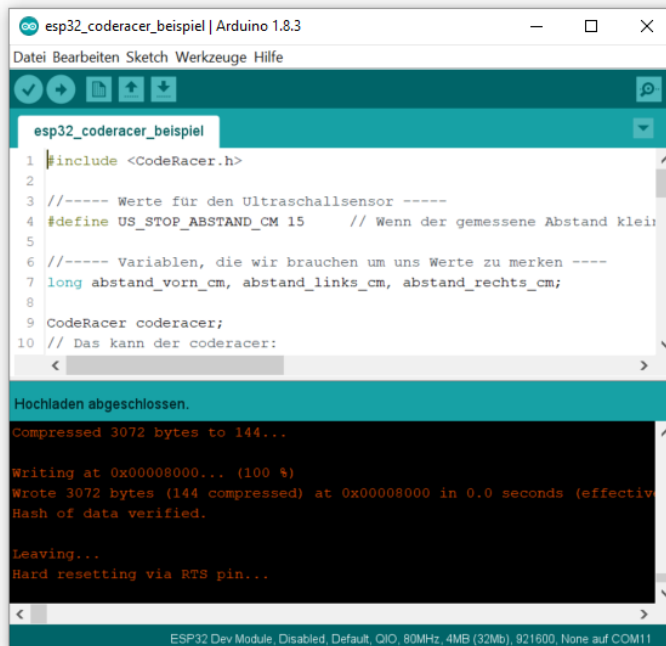 esp32_coderacer_beispiel | Arduino 1.8.3
Datei Bearbeiten Sketch Werkzeuge Hilfe
esp32_coderacer_beispiel
1 #include <CodeRacer.h>
2
3 //----- Werte für den Ultraschallsensor -----
4 #define US_STOP_ABSTAND_CM 15 // Wenn der gemessene Abstand klein
5
6 //----- Variablen, die wir brauchen um uns Werte zu merken ----
7 long abstand_vorn_cm, abstand_links_cm, abstand_rechts_cm;
8
9 CodeRacer coderacer;
10 // Das kann der coderacer:
Hochladen abgeschlossen.
Compressed 3072 bytes to 144...
Writing at 0x00008000... (100 %)
Wrote 3072 bytes (144 compressed) at 0x00008000 in 0.0 seconds (effective
Hash of data verified.
Leaving...
Hard resetting via RTS pin...
ESP32 Dev Module, Disabled, Default, QIO, 80MHz, 4MB (32Mb), 921600, None auf COM11